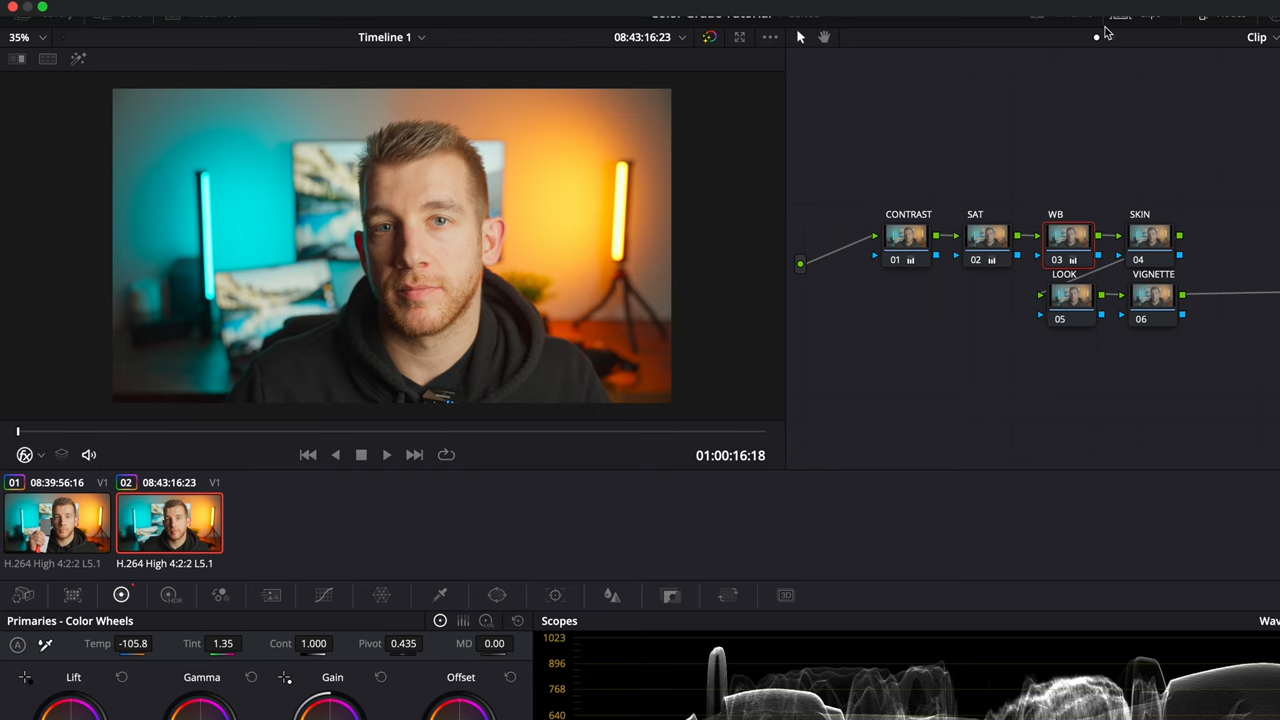 35%
Timeline 1
08:43:16:23
Clip
CONTRAST
SAT
WB
SKIN
01
02
03
04
LOOK
VIGNETTE
05
06
01:00:16:18
01 08:39:56:16 V1
02 08:43:16:23 V1
H.264 High 4:2:2 L5.1
H.264 High 4:2:2 L5.1
HDR
3D
Primaries - Color Wheels
LOG
Scopes
A
Temp -105.8
Tint 1.35
Cont 1.000
Pivot 0.435
MD 0.00
Lift
Gamma
Gain
Offset
1023
896
768
640